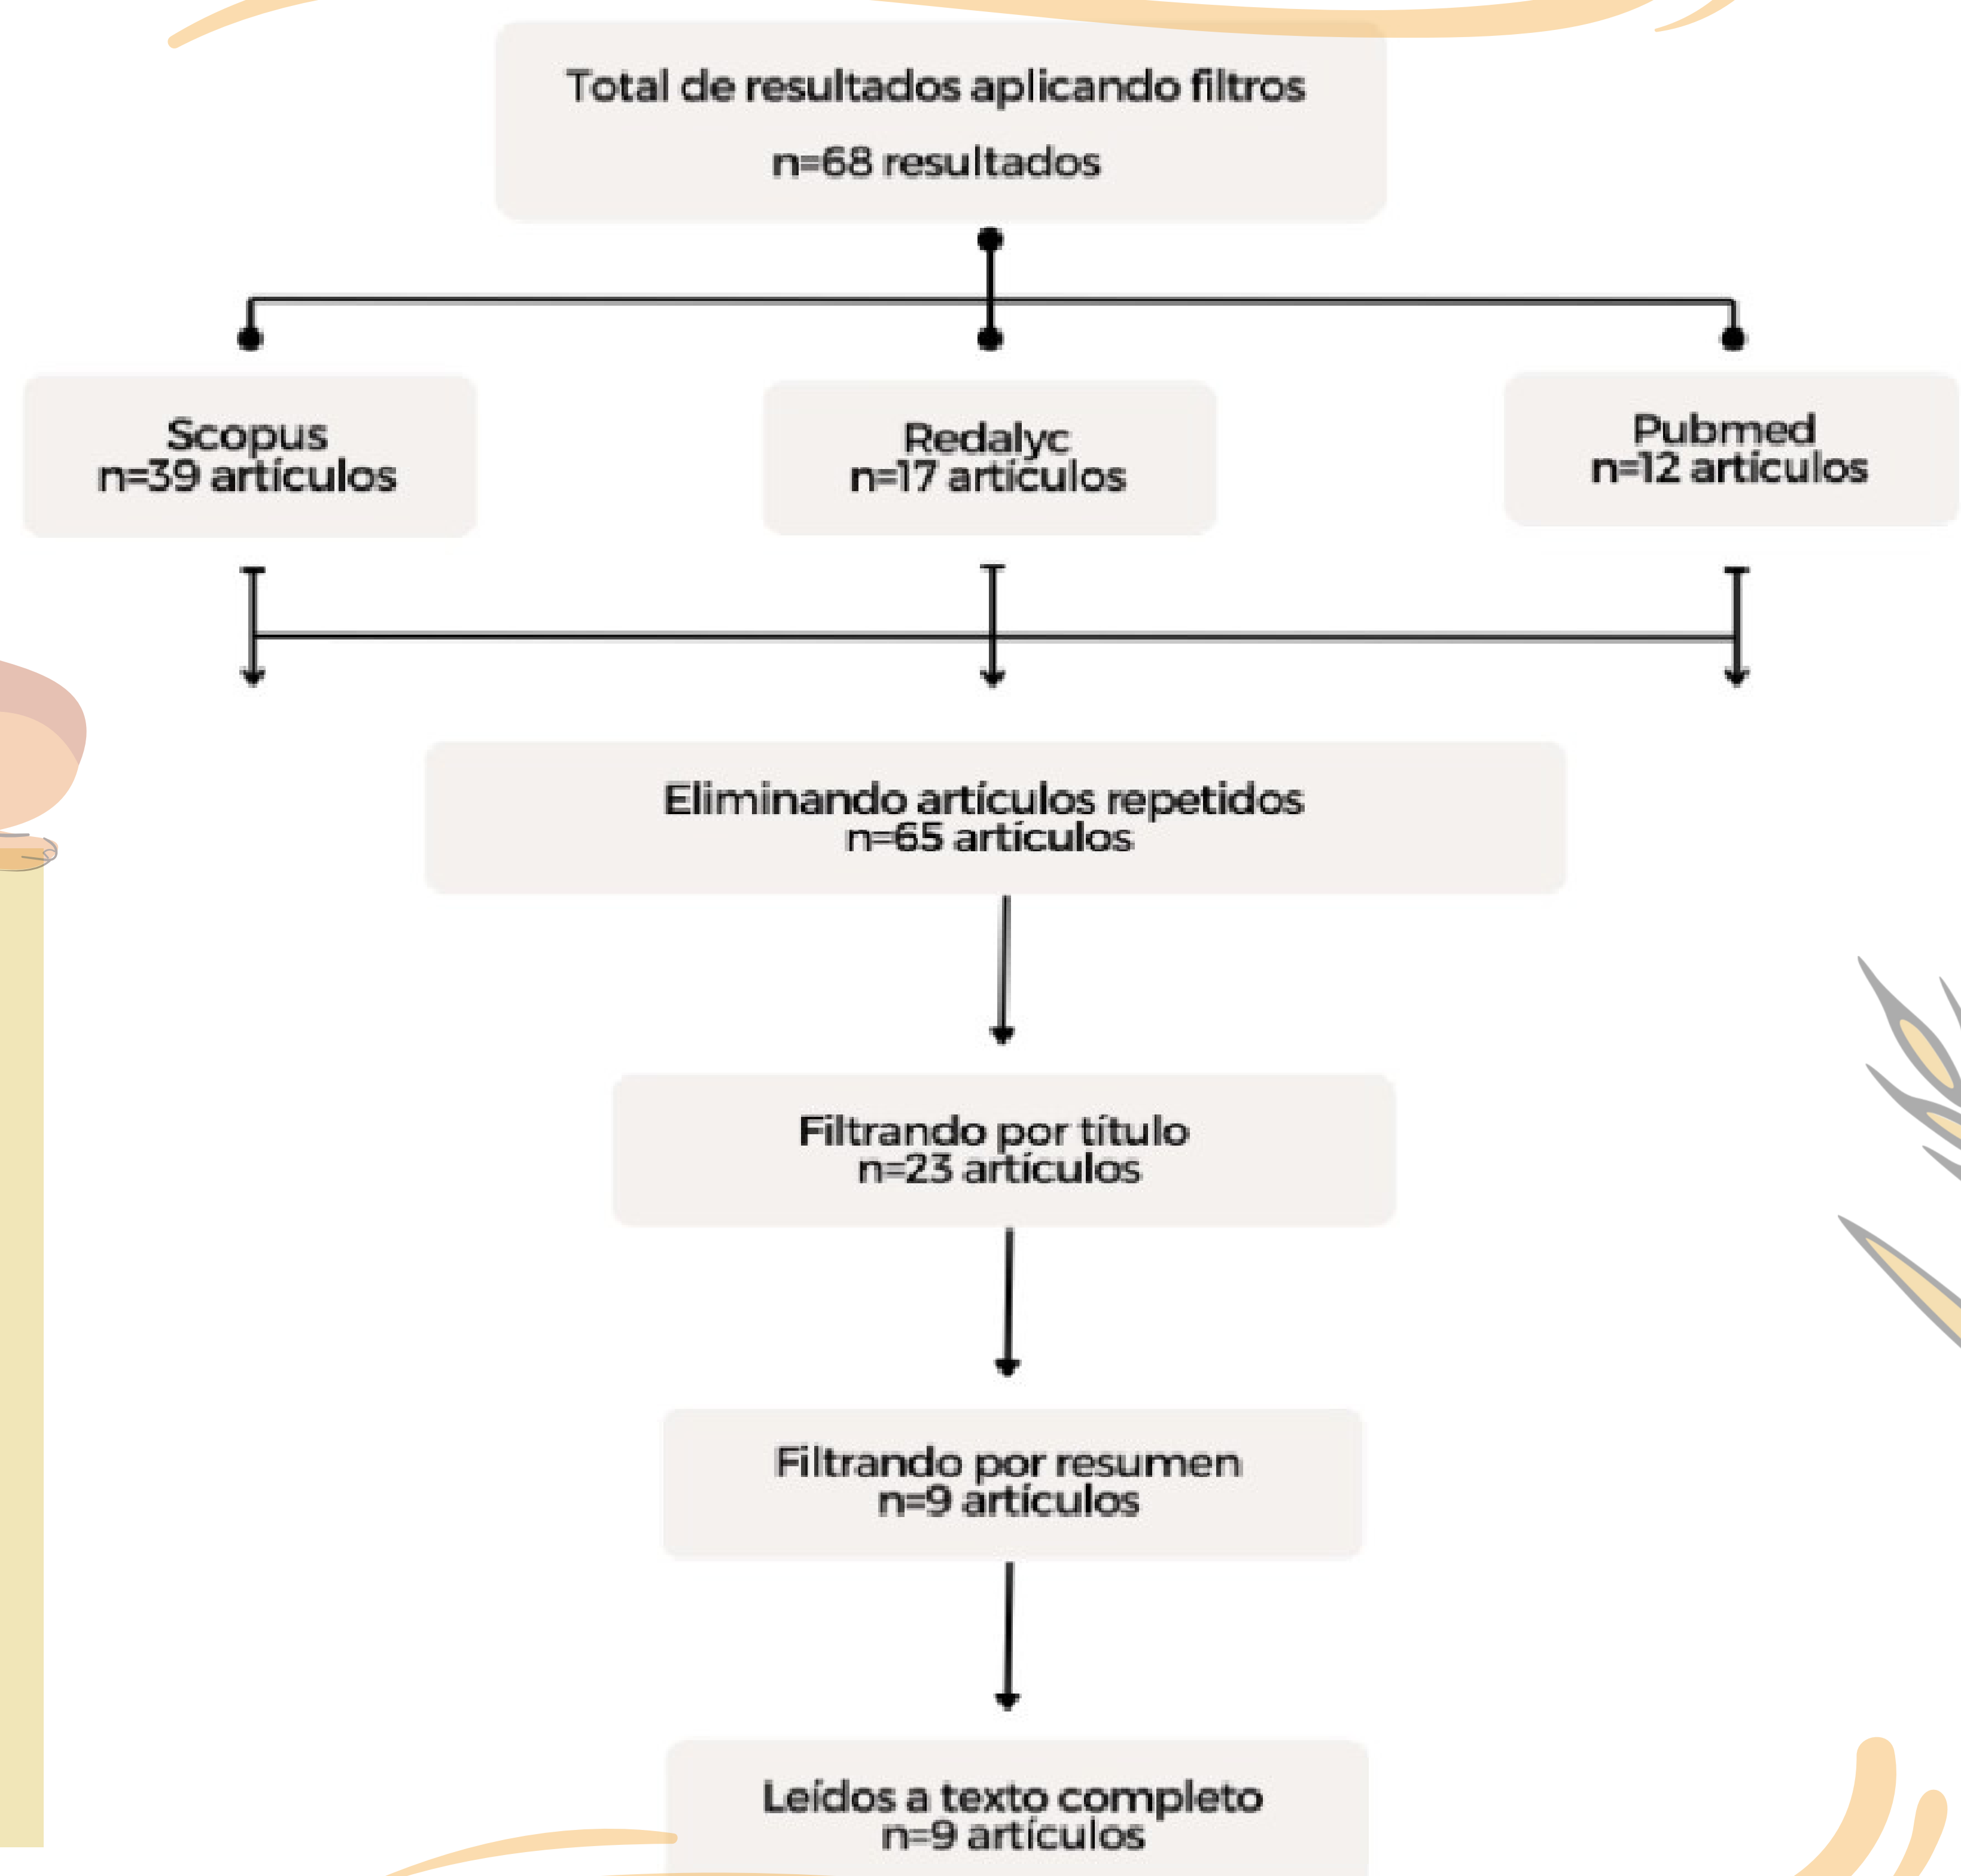 Total de resultados aplicando filtros
n=68 resultados
Scopus
n=39 artículos
Redalyc
n=17 artículos
Pubmed
n=12 artículos
Eliminando artículos repetidos
n=65 artículos
Filtrando por título
n=23 artículos
Filtrando por resumen
n=9 artículos
Leídos a texto completo
n=9 artículos